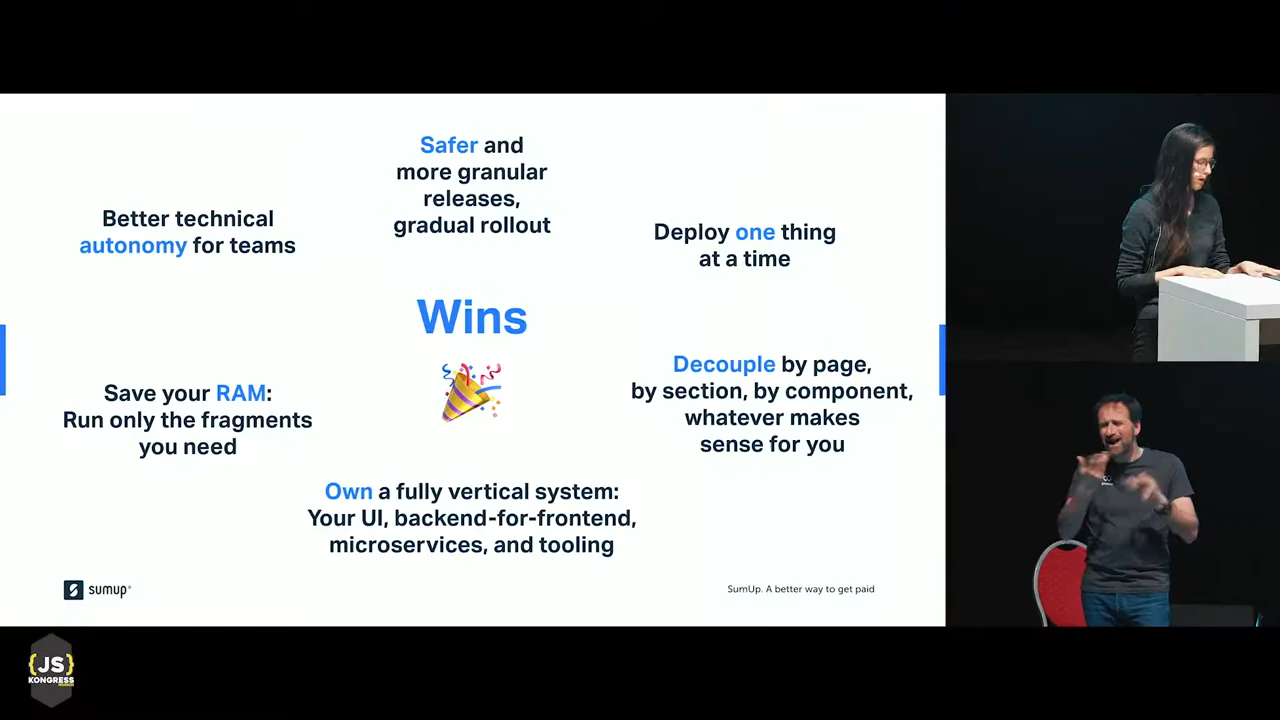 Safer and
more granular
releases,
gradual rollout
Better technical
autonomy for teams
Deploy one thing
at a time
Wins
Decouple by page,
by section, by component,
whatever makes
sense for you
Save your RAM:
Run only the fragments
you need
Own a fully vertical system:
Your UI, backend-for-frontend,
microservices, and tooling
sumup®
SumUp. A better way to get paid
{JS}
KONGRESS